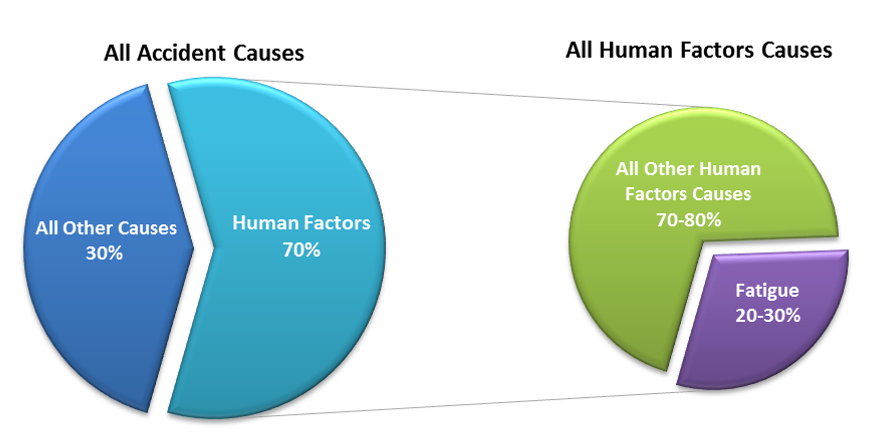 All Accident Causes
All Other Causes
30%
Human Factors
70%
All Human Factors Causes
All Other Human
Factors Causes
70-80%
Fatigue
20-30%